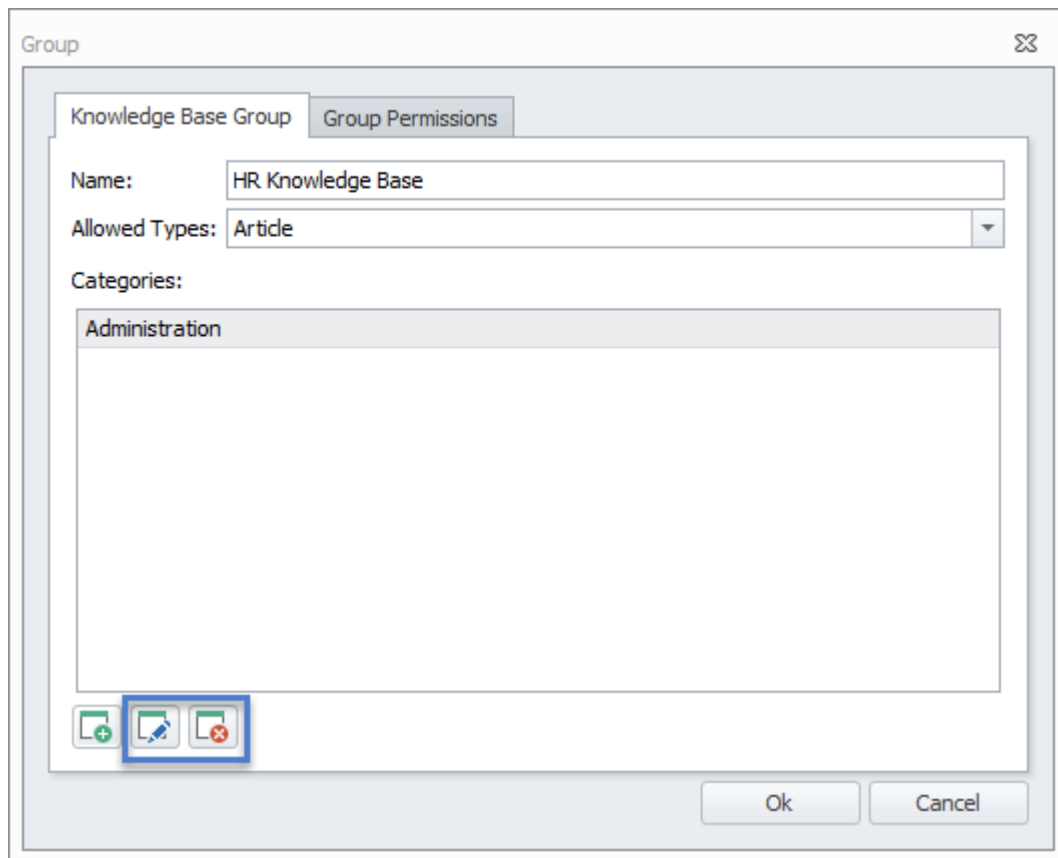 Group
Knowledge Base Group Group Permissions
Name: HR Knowledge Base
Allowed Types: Article
Categories:
Administration
Ok Cancel